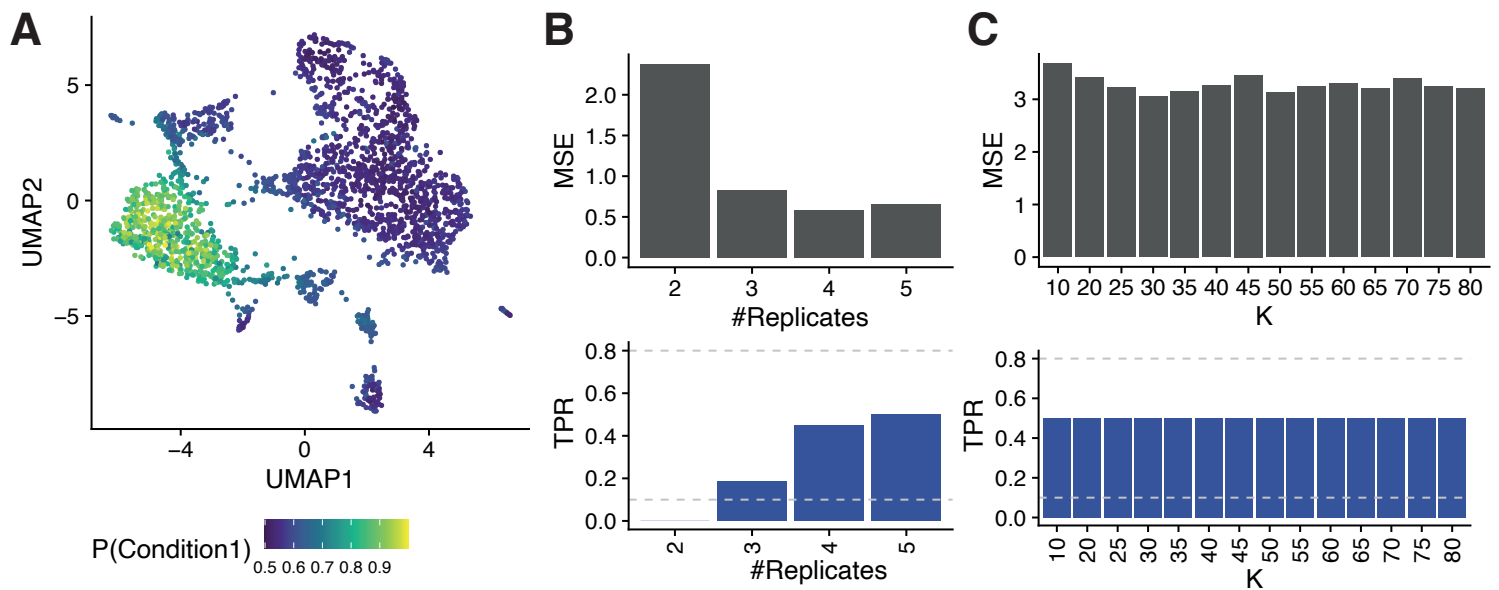 A
5
0
−5
UMAP2
−4 0 4
UMAP1
P(Condition1)
0.5 0.6 0.7 0.8 0.9
B
MSE
2.0
1.5
1.0
0.5
0.0
2 3 4 5
#Replicates
TPR
0.8
0.6
0.4
0.2
0.0
2 3 4 5
#Replicates
C
MSE
3
2
1
0
10 20 25 30 35 40 45 50 55 60 65 70 75 80
K
TPR
0.8
0.6
0.4
0.2
0.0
10 20 25 30 35 40 45 50 55 60 65 70 75 80
K